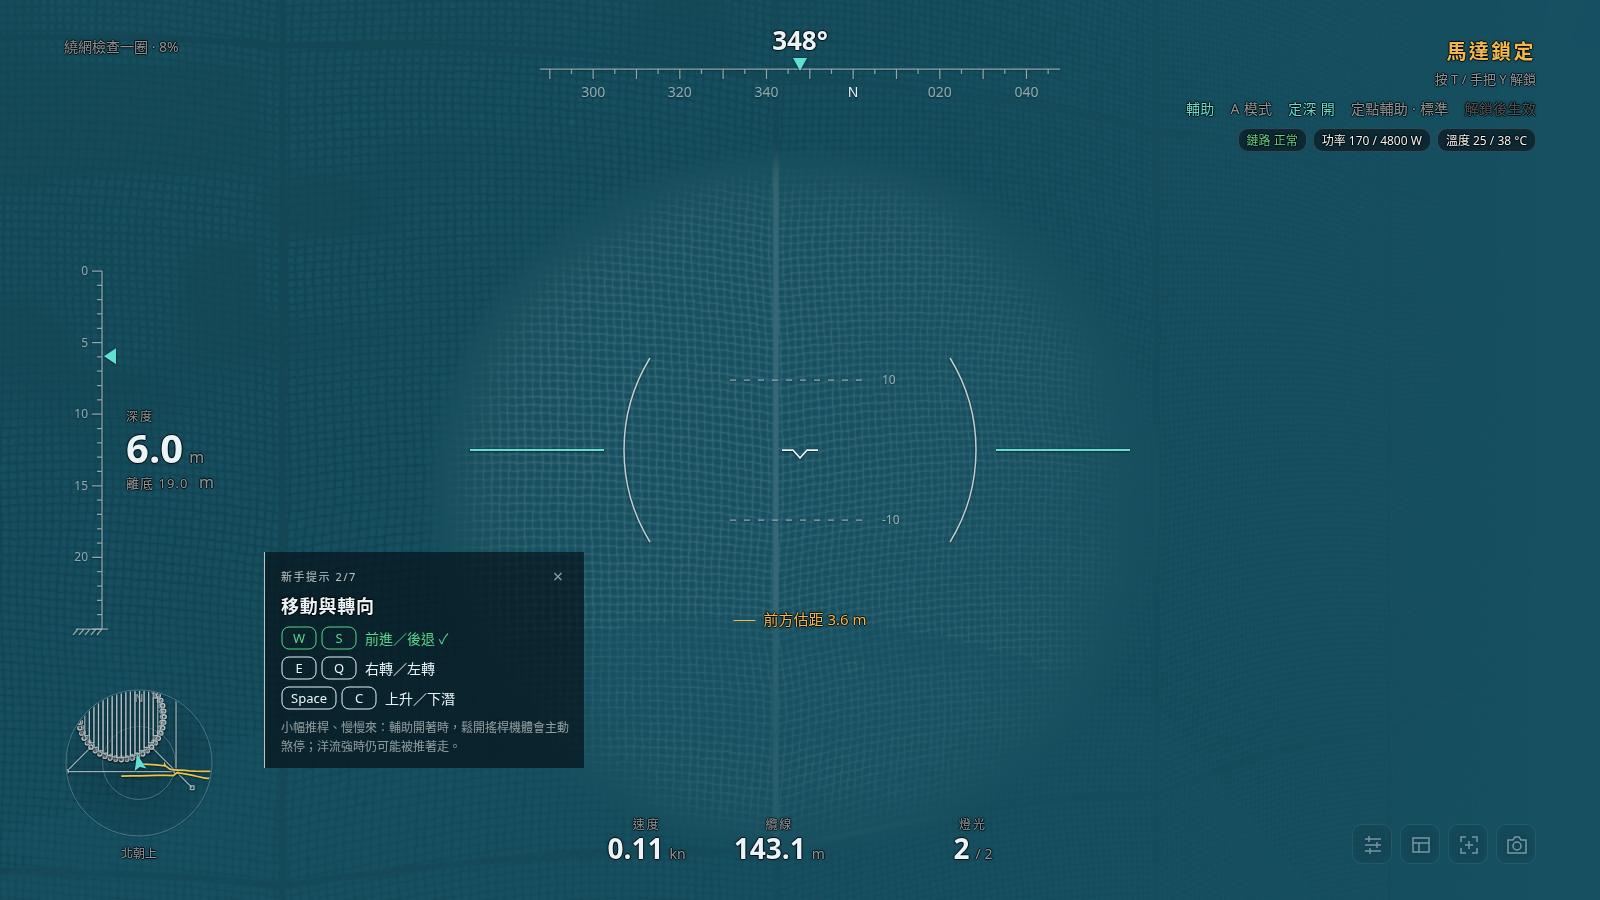 繞網檢查一圈 · 8%
348°
300 320 340 N 020 040
馬達鎖定
按 T / 手把 Y 解鎖
輔助 A 模式 定深 開 定點輔助 · 標準 解鎖後生效
鏈路 正常 功率 170 / 4800 W 溫度 25 / 38 °C
0
5
10
15
20
深度
6.0 m
離底 19.0 m
10
-10
前方估距 3.6 m
新手提示 2/7 ×
移動與轉向
W S 前進／後退 ✓
E Q 右轉／左轉
Space C 上升／下潛
小幅推桿、慢慢來：輔助開著時，鬆開搖桿機體會主動
煞停；洋流強時仍可能被推著走。
N
北朝上
速度 纜線 燈光
0.11 kn 143.1 m 2 / 2